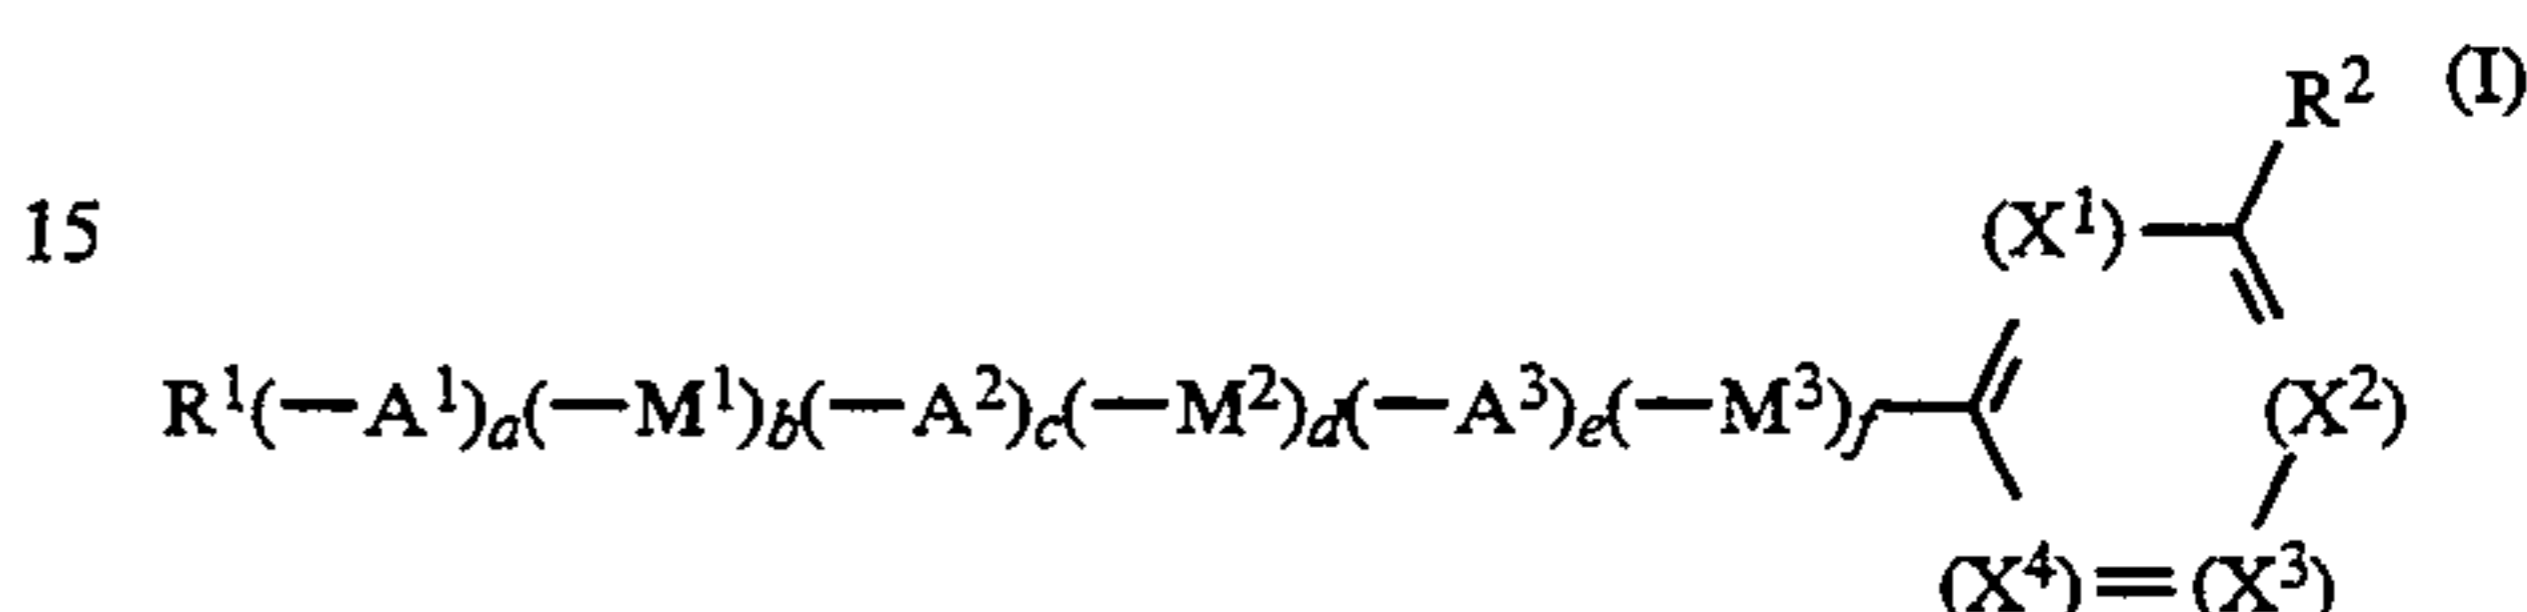 R² (I)
15 (X¹)
R¹(—A¹)a(—M¹)b(—A²)c(—M²)d(—A³)e(—M³)f (X²)
(X⁴)=(X³)